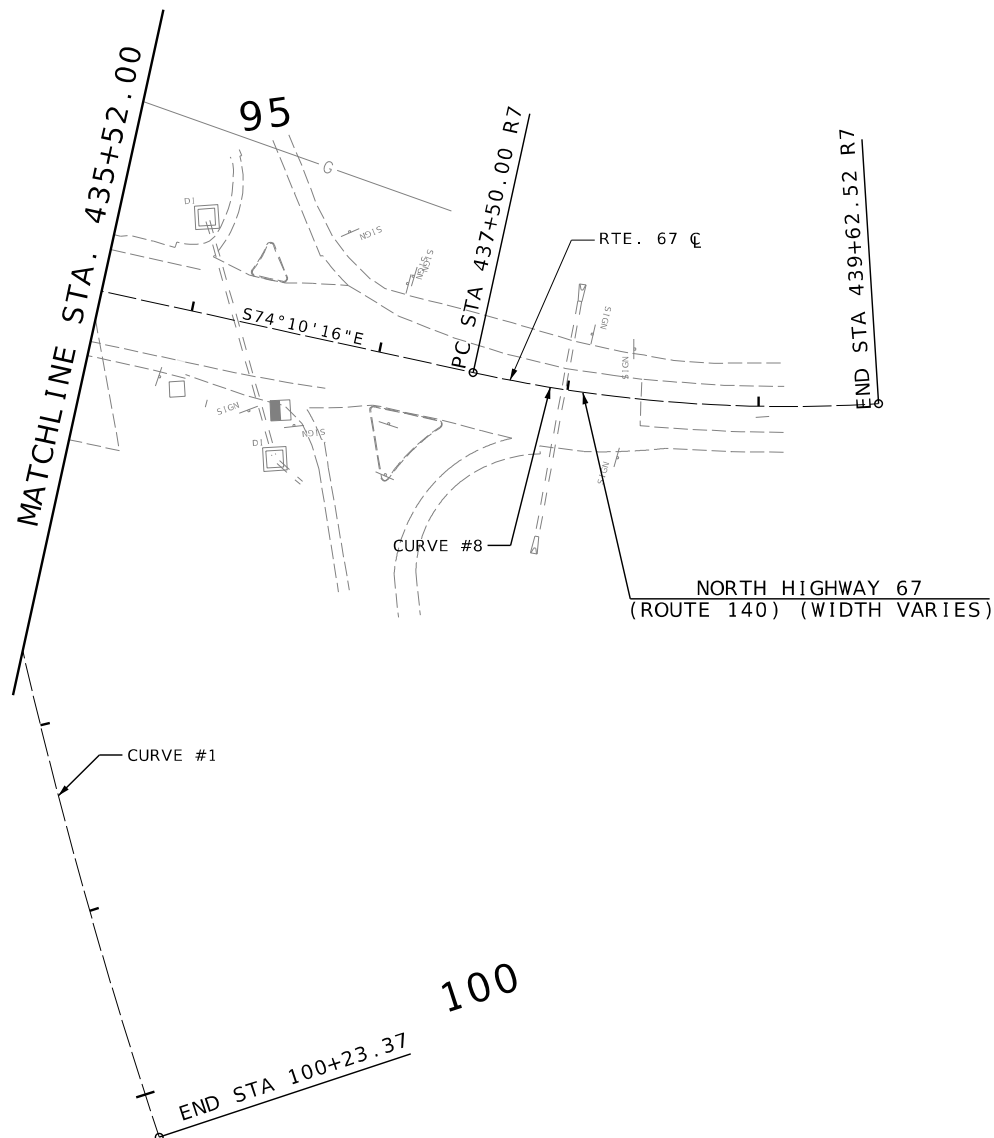 95
MATCHLINE STA. 435+52.00
G
PC STA 437+50.00 R7
END STA 439+62.52 R7
DI
SIGN
SIGN
SIGN
RTE. 67 ℄
S74°10'16"E
SIGN
SIGN
SIGN
SIGN
DI
SIGN
CURVE #8
NORTH HIGHWAY 67
(ROUTE 140) (WIDTH VARIES)
CURVE #1
100
END STA 100+23.37